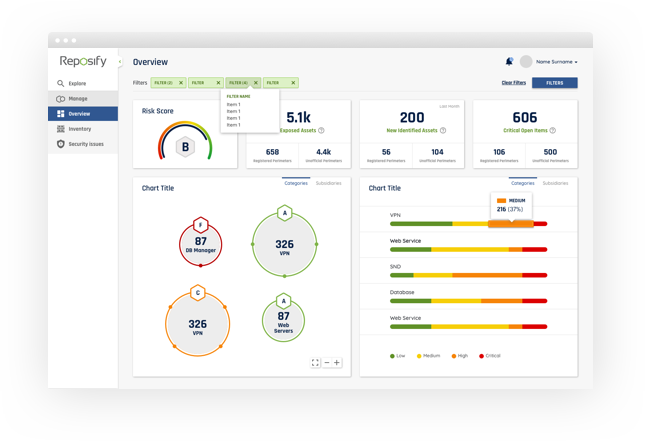 Reposify
Overview
Name Surname
Filters
FILTER (2) ×
FILTER ×
FILTER (4) ×
FILTER ×
Clear Filters
FILTERS
FILTER NAME
Item 1
Item 1
Item 1
Item 1
Explore
Manage
Overview
Inventory
Security Issues
Risk Score
B
5.1k
Exposed Assets
658
Registered Perimeters
4.4k
Unofficial Perimeters
Last month
200
New Identified Assets
56
Registered Perimeters
104
Unofficial Perimeters
606
Critical Open Items
106
Registered Perimeters
500
Unofficial Perimeters
Chart Title
Categories
Subsidiaries
F
87
DB Manager
A
326
VPN
C
326
VPN
A
87
Web
Servers
Chart Title
Categories
Subsidiaries
MEDIUM
216 (37%)
VPN
Web Service
SND
Database
Web Service
Low
Medium
High
Critical